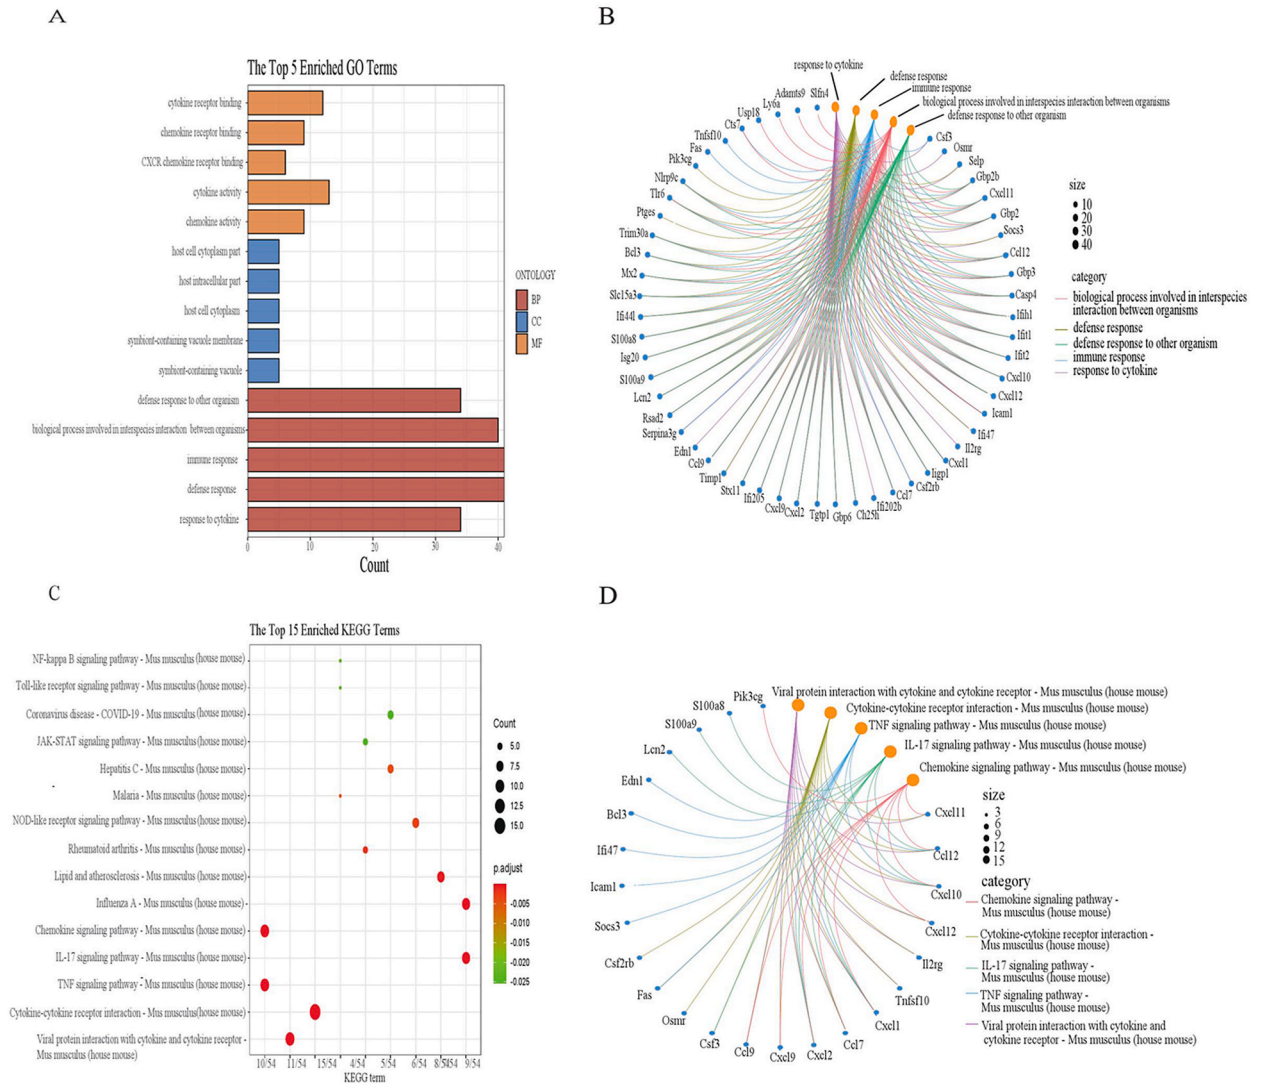 A
The Top 5 Enriched GO Terms
cytokine receptor binding
chemokine receptor binding
CXCR chemokine receptor binding
cytokine activity
chemokine activity
host cell cytoplasm part
host intracellular part
host cell cytoplasm
symbiont-containing vacuole membrane
symbiont-containing vacuole
defense response to other organism
biological process involved in interspecies interaction between organisms
immune response
defense response
response to cytokine
0 10 20 30 40
Count
ONTOLOGY
BP
CC
MF
B
response to cytokine
defense response
immune response
biological process involved in interspecies interaction between organisms
defense response to other organism
Csf3
Osmr
Selp
Gbp2b
Cxcl11
Gbp2
Socs3
Ccl12
Gbp3
Casp4
Ifih1
Ifit1
Ifit2
Cxcl10
Cxcl12
Icam1
Ifi47
Il2rg
Cxcl1
Iigp1
Csf2rb
Ccl7
Ifi202b
Ch25h
Gbp6
Tgtp1
Cxcl2
Cxcl9
Ifi205
Stx11
Timp1
Ccl9
Edn1
Serpina3g
Rsad2
Lcn2
S100a9
Isg20
S100a8
Ifi44l
Slc15a3
Mx2
Bcl3
Trim30a
Ptges
Tlr6
Nlrp9c
Pik3cg
Fas
Tnfsf10
Cts7
Usp18
Ly6a
Adamts9
Slfn4
size
10
20
30
40
category
biological process involved in interspecies
interaction between organisms
defense response
defense response to other organism
immune response
response to cytokine
C
The Top 15 Enriched KEGG Terms
NF-kappa B signaling pathway - Mus musculus (house mouse)
Toll-like receptor signaling pathway - Mus musculus (house mouse)
Coronavirus disease - COVID-19 - Mus musculus (house mouse)
JAK-STAT signaling pathway - Mus musculus (house mouse)
Hepatitis C - Mus musculus (house mouse)
Malaria - Mus musculus (house mouse)
NOD-like receptor signaling pathway - Mus musculus (house mouse)
Rheumatoid arthritis - Mus musculus (house mouse)
Lipid and atherosclerosis - Mus musculus (house mouse)
Influenza A - Mus musculus (house mouse)
Chemokine signaling pathway - Mus musculus (house mouse)
IL-17 signaling pathway - Mus musculus (house mouse)
TNF signaling pathway - Mus musculus (house mouse)
Cytokine-cytokine receptor interaction - Mus musculus(house mouse)
Viral protein interaction with cytokine and cytokine receptor -
Mus musculus (house mouse)
10/54 11/54 15/54 4/54 5/54 6/54 7/54 8/54 9/54
KEGG term
Count
5.0
7.5
10.0
12.5
15.0
p.adjust
-0.005
-0.010
-0.015
-0.020
-0.025
D
Viral protein interaction with cytokine and cytokine receptor - Mus musculus (house mouse)
Cytokine-cytokine receptor interaction - Mus musculus (house mouse)
TNF signaling pathway - Mus musculus (house mouse)
IL-17 signaling pathway - Mus musculus (house mouse)
Chemokine signaling pathway - Mus musculus (house mouse)
Cxcl11
Ccl12
Cxcl10
Cxcl12
Il2rg
Tnfsf10
Cxcl1
Ccl7
Cxcl2
Cxcl9
Ccl9
Csf3
Osmr
Fas
Csf2rb
Socs3
Icam1
Ifi47
Bcl3
Edn1
Lcn2
S100a9
S100a8
Pik3cg
size
3
6
9
12
15
category
Chemokine signaling pathway -
Mus musculus (house mouse)
Cytokine-cytokine receptor interaction -
Mus musculus (house mouse)
IL-17 signaling pathway -
Mus musculus (house mouse)
TNF signaling pathway -
Mus musculus (house mouse)
Viral protein interaction with cytokine and
cytokine receptor - Mus musculus (house mouse)